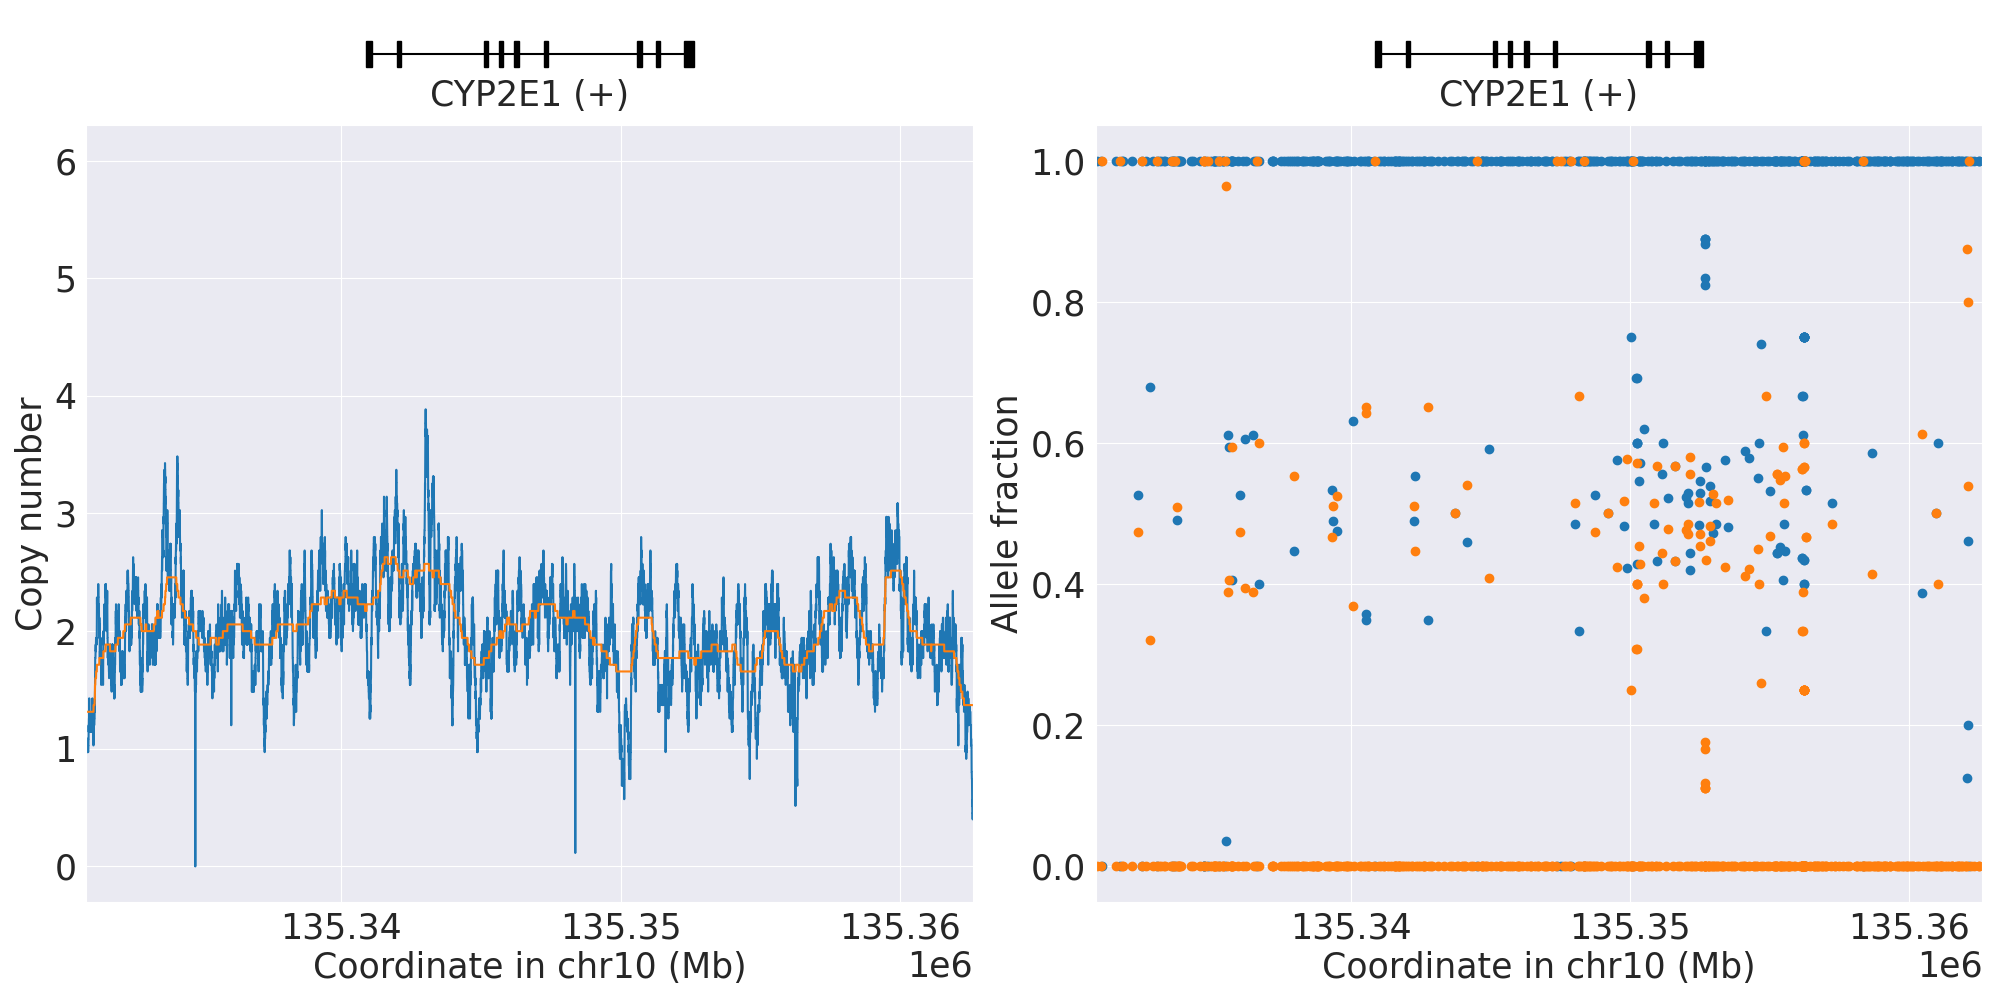 CYP2E1 (+)
6
5
4
3
2
1
0
Copy number
135.34 135.35 135.36
Coordinate in chr10 (Mb) 1e6
CYP2E1 (+)
1.0
0.8
0.6
0.4
0.2
0.0
Allele fraction
135.34 135.35 135.36
Coordinate in chr10 (Mb) 1e6